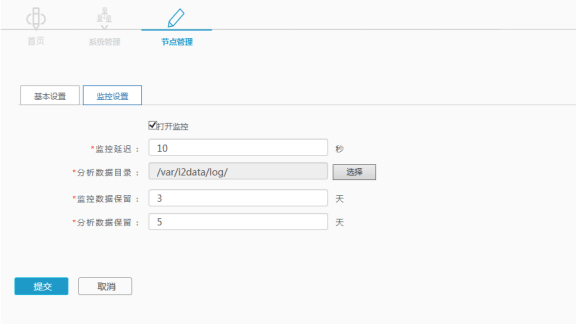 首页 系统管理 节点管理
基本设置 监控设置
打开监控
*监控延迟： 10 秒
*分析数据目录： /var/i2data/log/ 选择
*监控数据保留： 3 天
*分析数据保留： 5 天
提交 取消